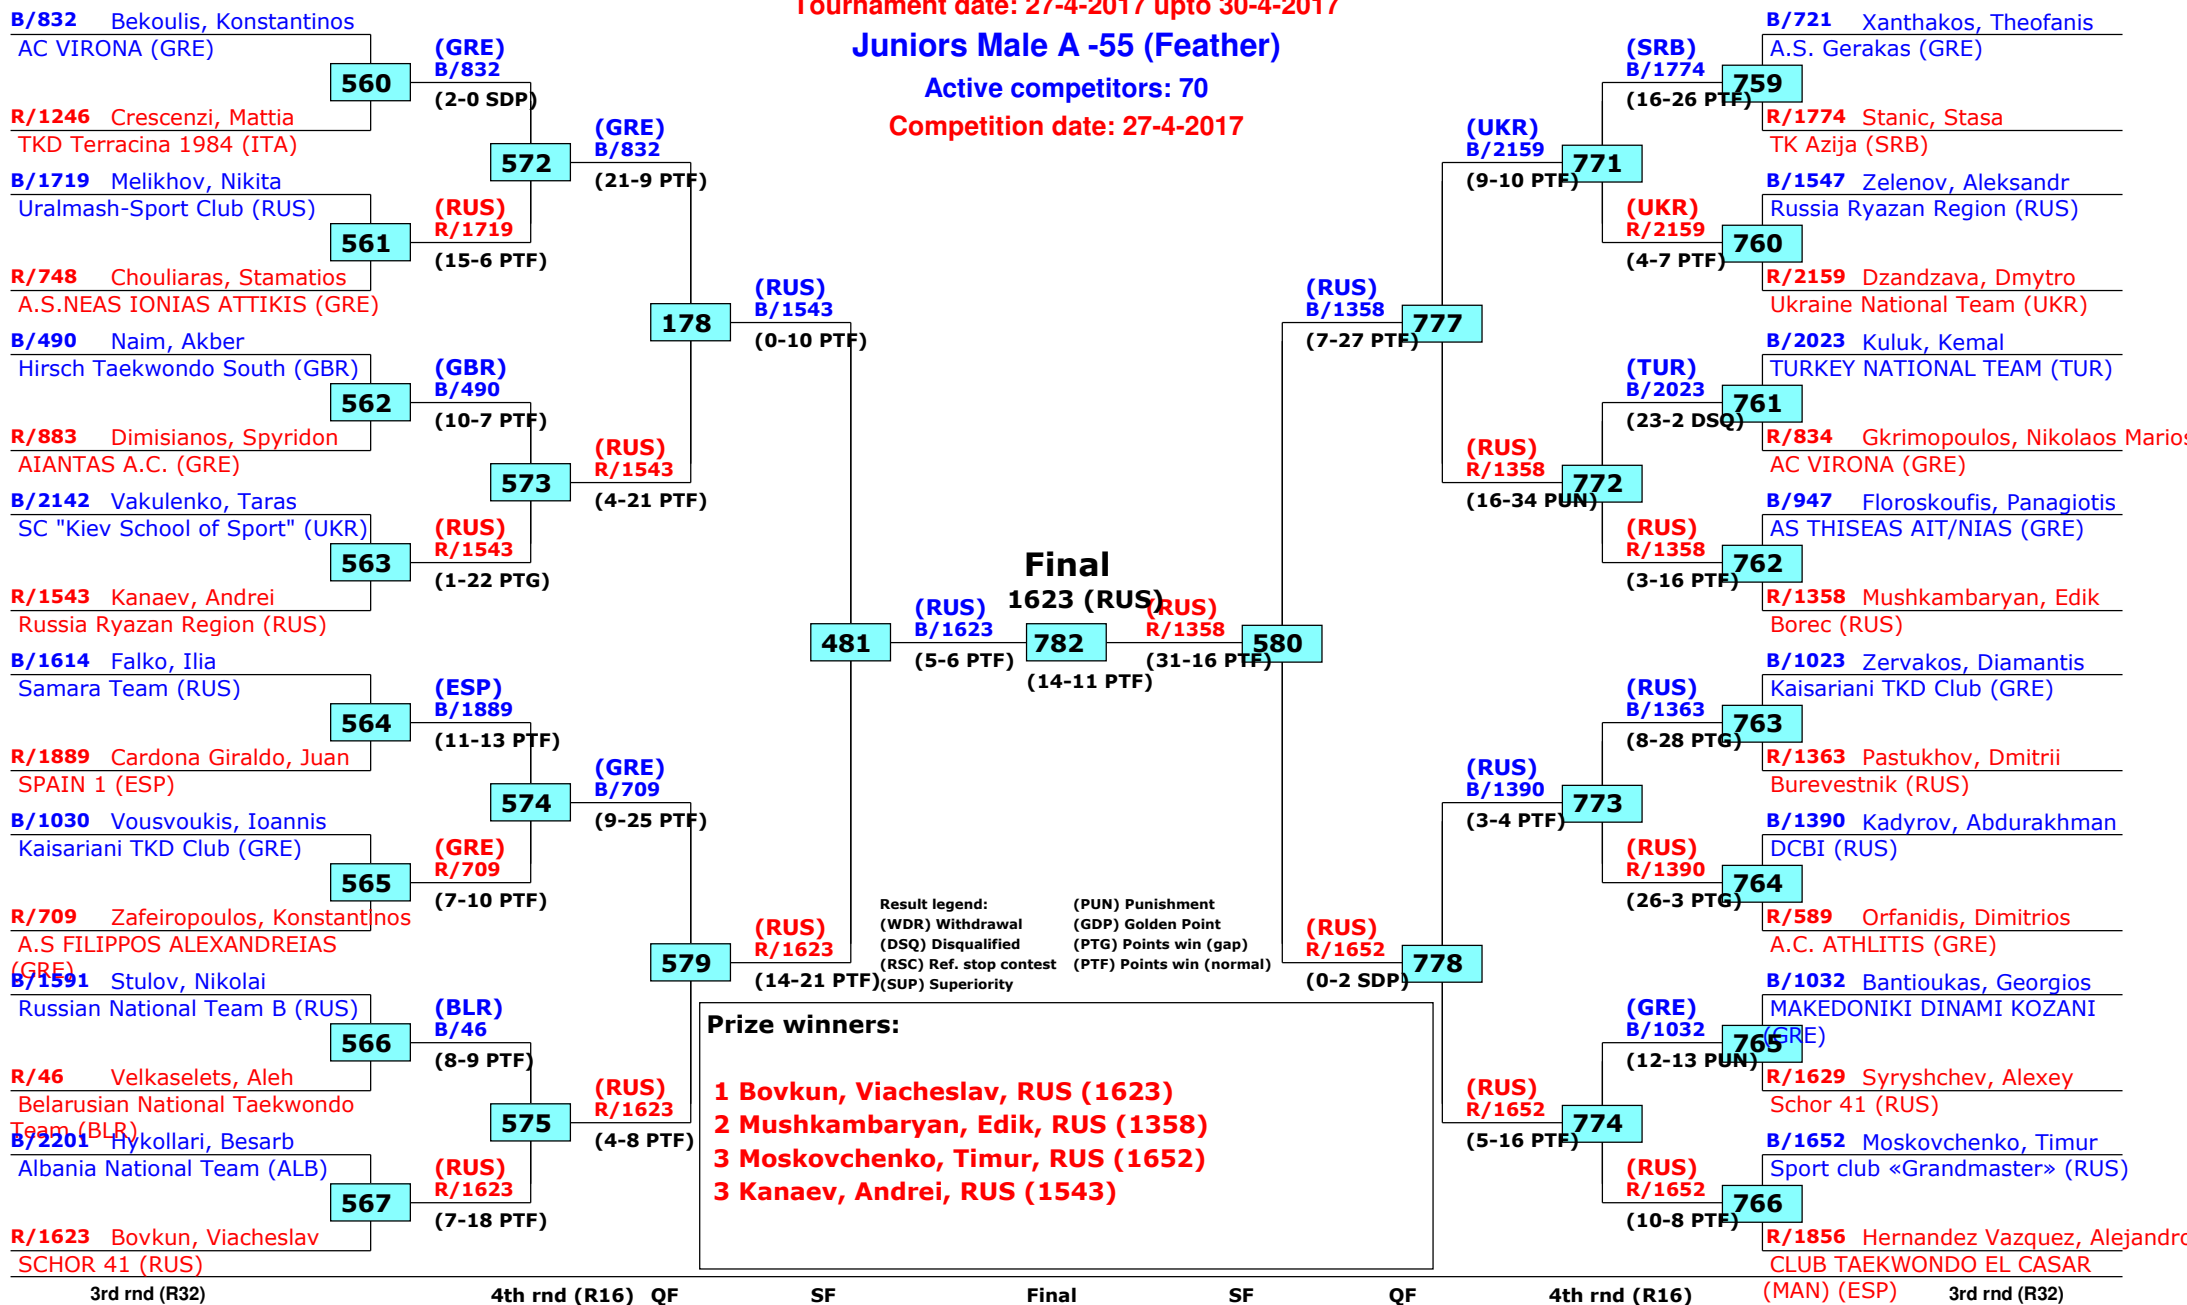 Tournament date: 27-4-2017 upto 30-4-2017
Juniors Male A -55 (Feather)
Active competitors: 70
Competition date: 27-4-2017
B/832 Bekoulis, Konstantinos
AC VIRONA (GRE)
560
R/1246 Crescenzi, Mattia
TKD Terracina 1984 (ITA)
B/1719 Melikhov, Nikita
Uralmash-Sport Club (RUS)
561
R/748 Chouliaras, Stamatios
A.S.NEAS IONIAS ATTIKIS (GRE)
B/490 Naim, Akber
Hirsch Taekwondo South (GBR)
562
R/883 Dimisianos, Spyridon
AIANTAS A.C. (GRE)
B/2142 Vakulenko, Taras
SC "Kiev School of Sport" (UKR)
563
R/1543 Kanaev, Andrei
Russia Ryazan Region (RUS)
B/1614 Falko, Ilia
Samara Team (RUS)
564
R/1889 Cardona Giraldo, Juan
SPAIN 1 (ESP)
B/1030 Vousvoukis, Ioannis
Kaisariani TKD Club (GRE)
565
R/709 Zafeiropoulos, Konstantinos
A.S FILIPPOS ALEXANDREIAS
(GRE)
B/1591 Stulov, Nikolai
Russian National Team B (RUS)
566
R/46 Velkaselets, Aleh
Belarusian National Taekwondo
Team (BLR)
B/2201 Hykollari, Besarb
Albania National Team (ALB)
567
R/1623 Bovkun, Viacheslav
SCHOR 41 (RUS)
(GRE)
B/832
(2-0 SDP)
572
(RUS)
R/1719
(15-6 PTF)
(GBR)
B/490
(10-7 PTF)
573
(RUS)
R/1543
(1-22 PTG)
(ESP)
B/1889
(11-13 PTF)
574
(GRE)
R/709
(7-10 PTF)
(BLR)
B/46
(8-9 PTF)
575
(RUS)
R/1623
(7-18 PTF)
(GRE)
B/832
(21-9 PTF)
178
(RUS)
R/1543
(4-21 PTF)
(GRE)
B/709
(9-25 PTF)
579
(RUS)
R/1623
(4-8 PTF)
(RUS)
B/1543
(0-10 PTF)
481
(RUS)
R/1623
(14-21 PTF)
(RUS)
B/1623
(5-6 PTF)
Final
1623 (RUS)
782
(14-11 PTF)
(RUS)
R/1358
(31-16 PTF)
580
(RUS)
B/1358
(7-27 PTF)
777
(RUS)
R/1652
(0-2 SDP)
778
(UKR)
B/2159
(9-10 PTF)
771
(RUS)
R/1358
(16-34 PUN)
772
(RUS)
B/1390
(3-4 PTF)
773
(RUS)
R/1652
(5-16 PTF)
774
(SRB)
B/1774
(16-26 PTF)
759
(UKR)
R/2159
(4-7 PTF)
760
(TUR)
B/2023
(23-2 DSQ)
761
(RUS)
R/1358
(3-16 PTF)
762
(RUS)
B/1363
(8-28 PTG)
763
(RUS)
R/1390
(26-3 PTG)
764
(GRE)
B/1032
(12-13 PUN)
765
(RUS)
R/1652
(10-8 PTF)
766
B/721 Xanthakos, Theofanis
A.S. Gerakas (GRE)
R/1774 Stanic, Stasa
TK Azija (SRB)
B/1547 Zelenov, Aleksandr
Russia Ryazan Region (RUS)
R/2159 Dzandzava, Dmytro
Ukraine National Team (UKR)
B/2023 Kuluk, Kemal
TURKEY NATIONAL TEAM (TUR)
R/834 Gkrimopoulos, Nikolaos Marios
AC VIRONA (GRE)
B/947 Floroskoufis, Panagiotis
AS THISEAS AIT/NIAS (GRE)
R/1358 Mushkambaryan, Edik
Borec (RUS)
B/1023 Zervakos, Diamantis
Kaisariani TKD Club (GRE)
R/1363 Pastukhov, Dmitrii
Burevestnik (RUS)
B/1390 Kadyrov, Abdurakhman
DCBI (RUS)
R/589 Orfanidis, Dimitrios
A.C. ATHLITIS (GRE)
B/1032 Bantioukas, Georgios
MAKEDONIKI DINAMI KOZANI
(GRE)
R/1629 Syryshchev, Alexey
Schor 41 (RUS)
B/1652 Moskovchenko, Timur
Sport club «Grandmaster» (RUS)
R/1856 Hernandez Vazquez, Alejandro
CLUB TAEKWONDO EL CASAR
(MAN) (ESP)
Result legend: (PUN) Punishment
(WDR) Withdrawal (GDP) Golden Point
(DSQ) Disqualified (PTG) Points win (gap)
(RSC) Ref. stop contest (PTF) Points win (normal)
(SUP) Superiority
Prize winners:
1 Bovkun, Viacheslav, RUS (1623)
2 Mushkambaryan, Edik, RUS (1358)
3 Moskovchenko, Timur, RUS (1652)
3 Kanaev, Andrei, RUS (1543)
3rd rnd (R32) 4th rnd (R16) QF SF Final SF QF 4th rnd (R16) 3rd rnd (R32)